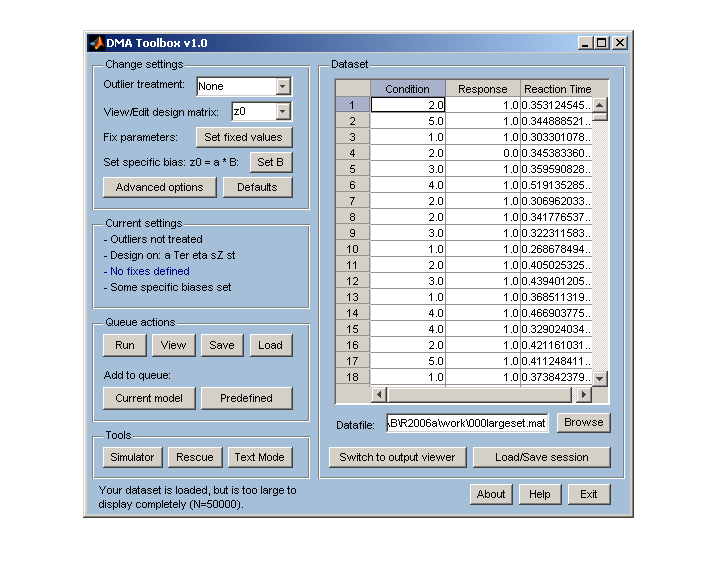 DMA Toolbox v1.0
Change settings
Outlier treatment: None
View/Edit design matrix: z0
Fix parameters: Set fixed values
Set specific bias: z0 = a * B: Set B
Advanced options Defaults
Current settings
- Outliers not treated
- Design on: a Ter eta sZ st
- No fixes defined
- Some specific biases set
Queue actions
Run View Save Load
Add to queue:
Current model Predefined
Tools
Simulator Rescue Text Mode
Your dataset is loaded, but is too large to
display completely (N=50000).
Dataset
Condition Response Reaction Time
1 2.0 1.0 0.353124545...
2 5.0 1.0 0.344888521...
3 1.0 1.0 0.303301078...
4 2.0 0.0 0.345383360...
5 3.0 1.0 0.359590828...
6 4.0 1.0 0.519135285...
7 2.0 1.0 0.306962033...
8 2.0 1.0 0.341776537...
9 3.0 1.0 0.322311583...
10 1.0 1.0 0.268678494...
11 2.0 1.0 0.405025325...
12 3.0 1.0 0.439401205...
13 1.0 1.0 0.368511319...
14 4.0 1.0 0.466903775...
15 4.0 1.0 0.329024034...
16 2.0 1.0 0.421161031...
17 5.0 1.0 0.411248411...
18 1.0 1.0 0.373842379...
Datafile: \B\R2006a\work\000largeset.mat Browse
Switch to output viewer Load/Save session
About Help Exit